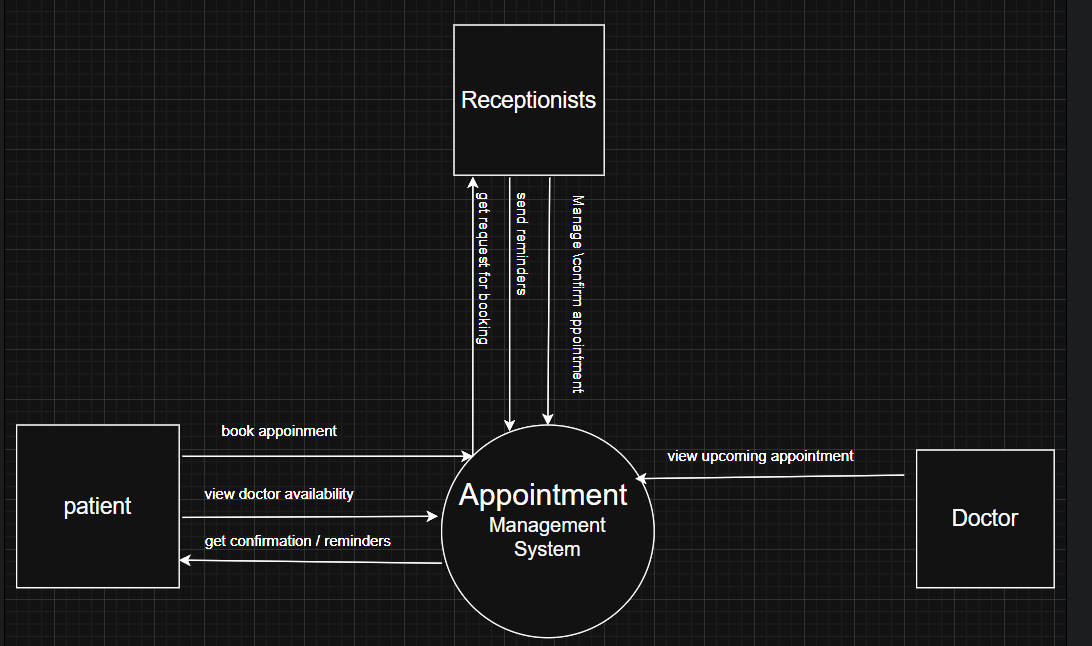 Receptionists
get request for booking
send reminders
Manage \confirm appointment
book appoinment
view doctor availability
get confirmation / reminders
patient
Appointment
Management
System
view upcoming appointment
Doctor